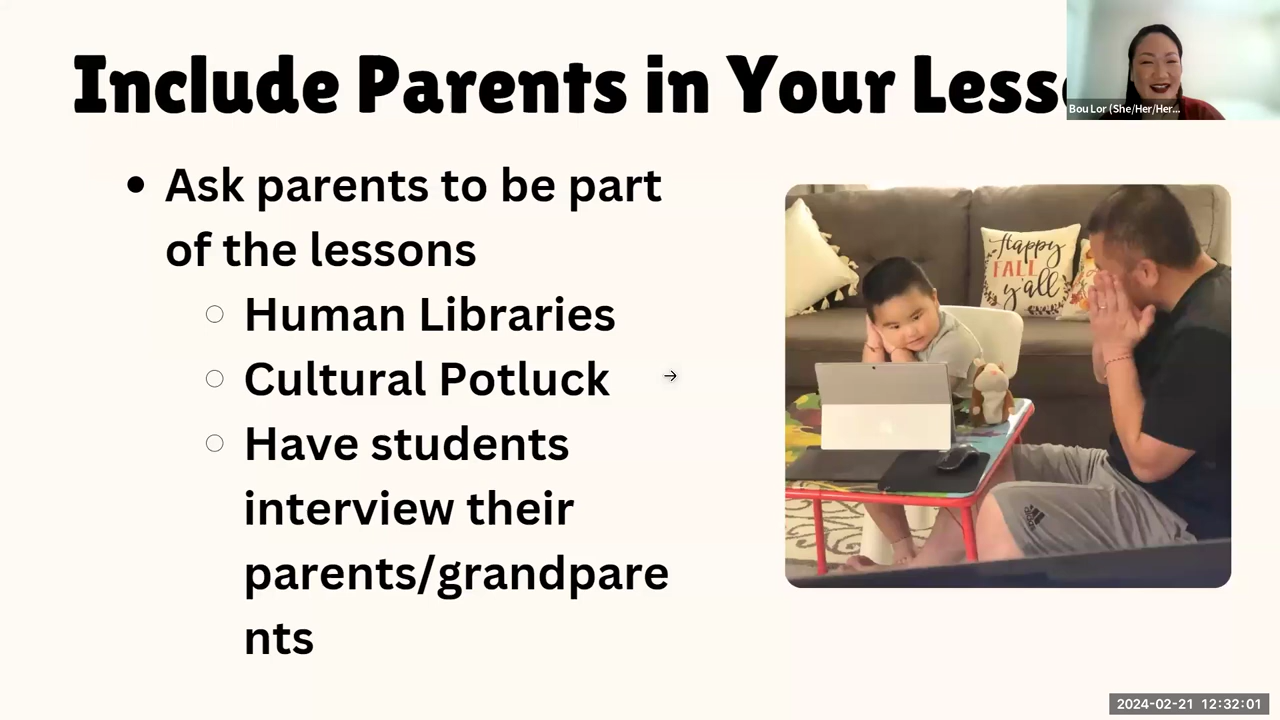 Include Parents in Your Less
Bou Lor (She/Her/Her...
Ask parents to be part
of the lessons
Human Libraries
Cultural Potluck
Have students
interview their
parents/grandpare
nts
Happy
FALL
y'all
adidas
2024-02-21 12:32:01